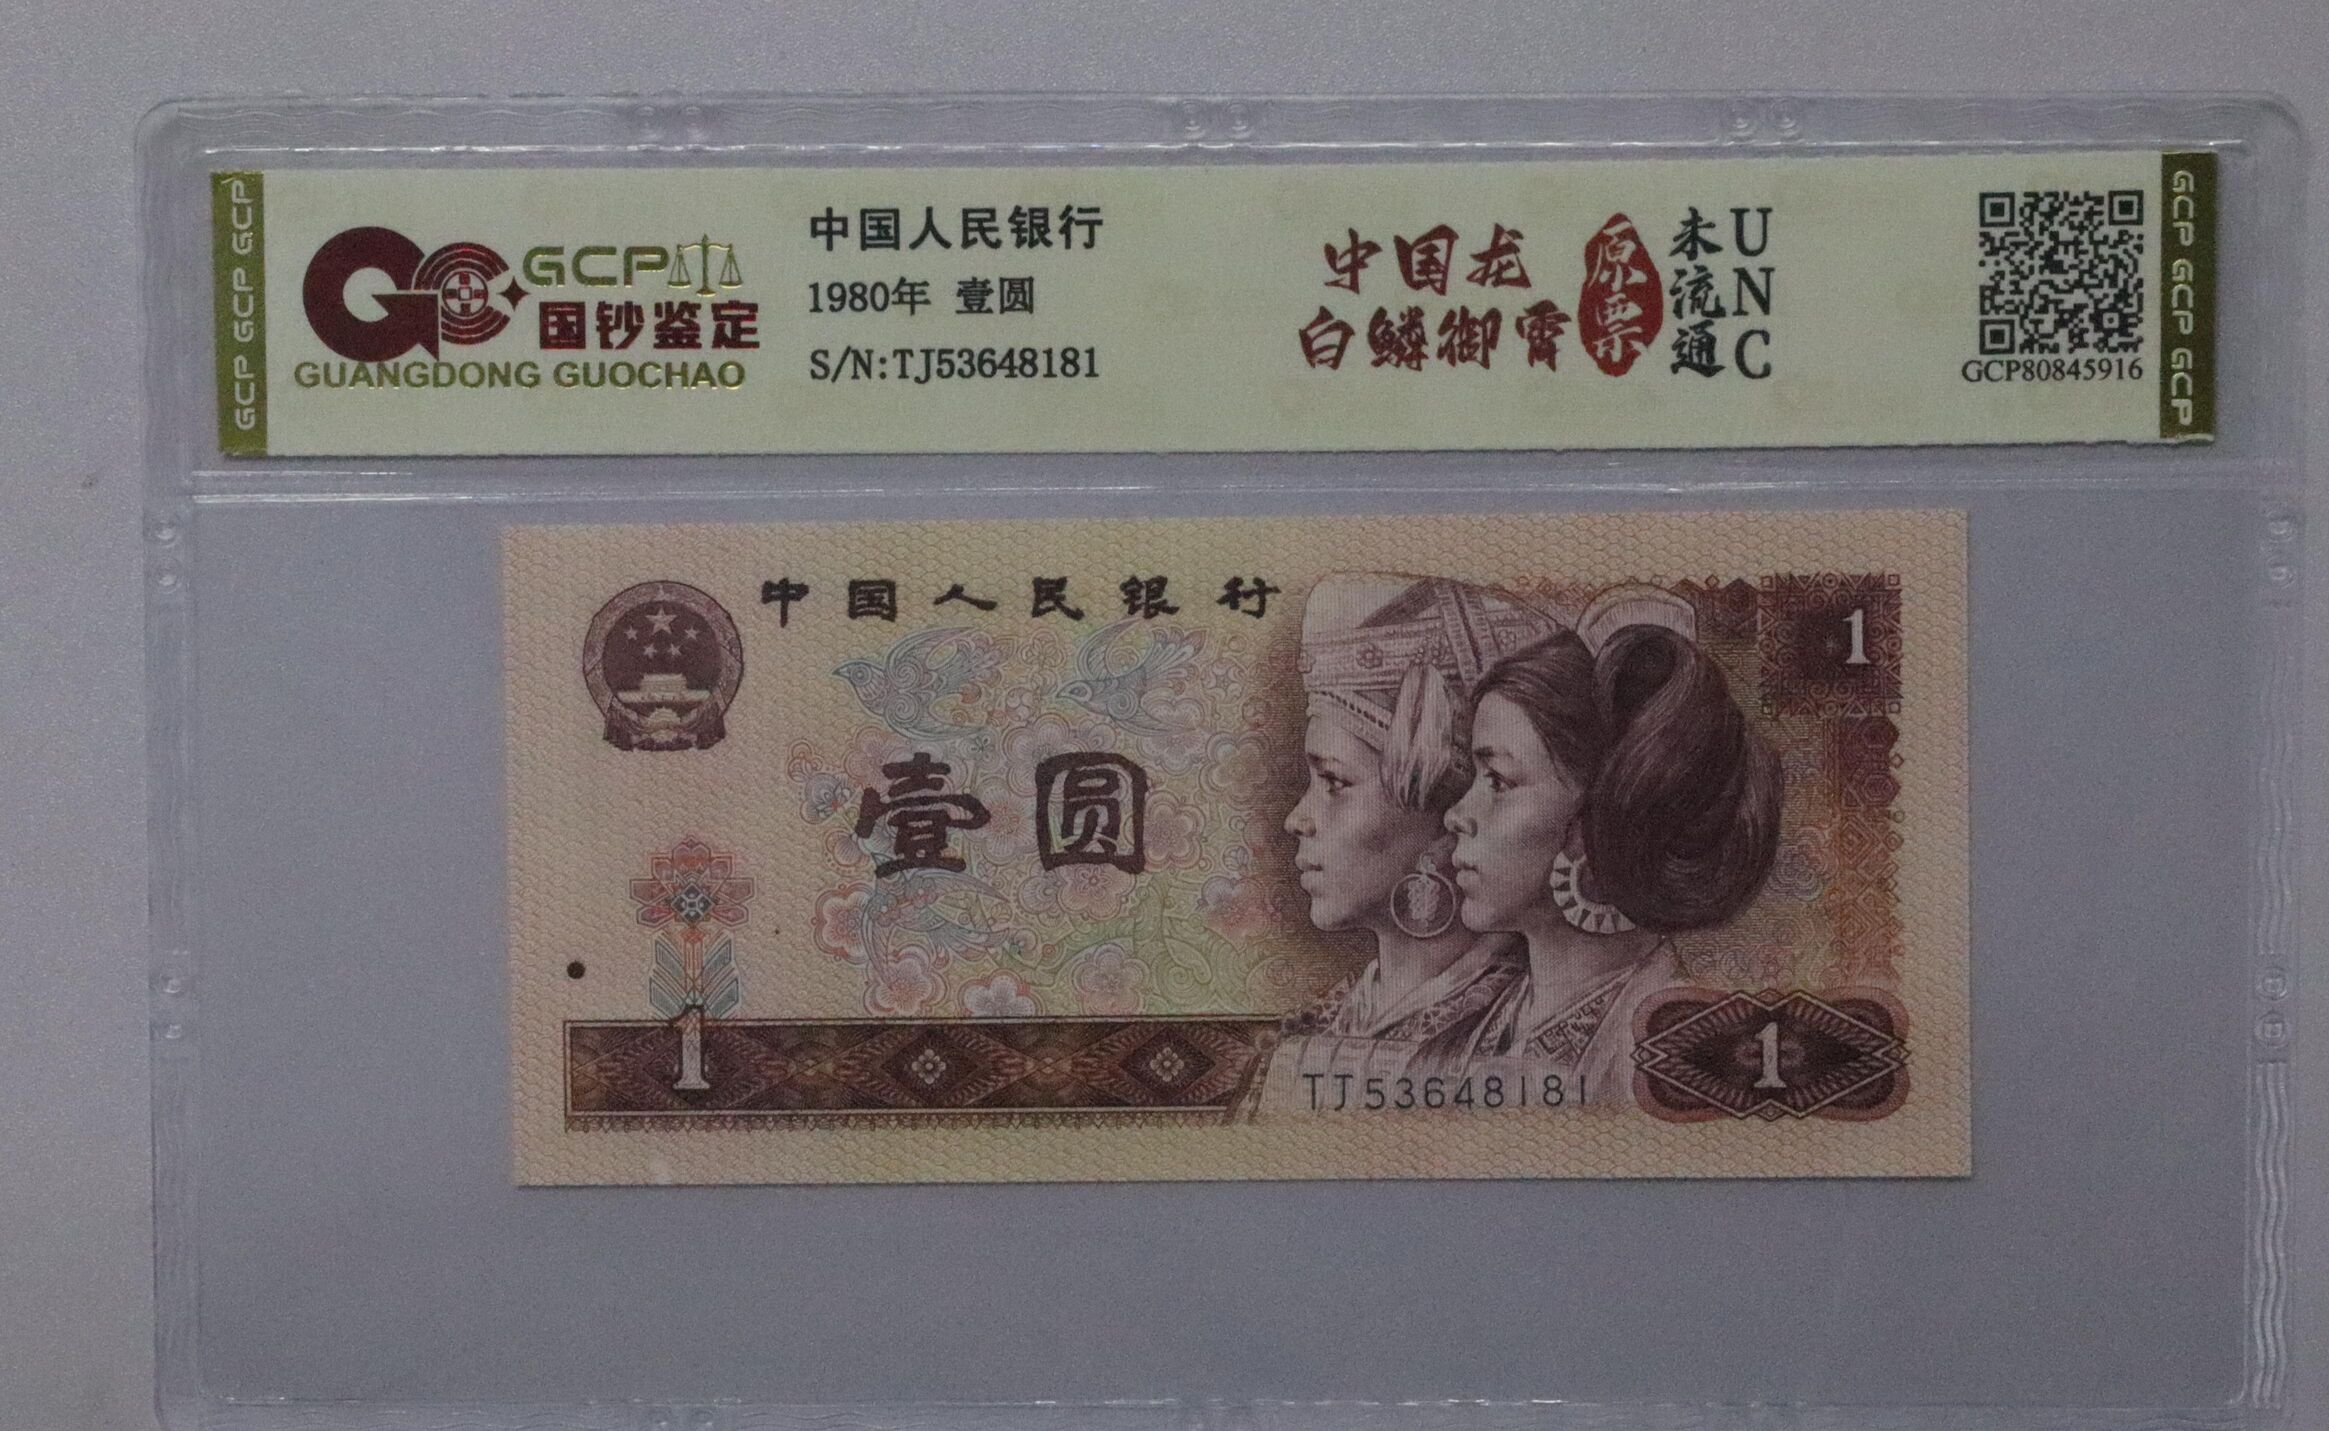 GCP GCP GCP
GCP
国钞鉴定
GUANGDONG GUOCHAO
中国人民银行
1980年 壹圆
S/N:TJ53648181
中国龙
白鳞御霄
原票
未流通
UNC
GCP80845916
GCP GCP GCP
中国人民银行
1
壹圆
1
1
TJ53648181